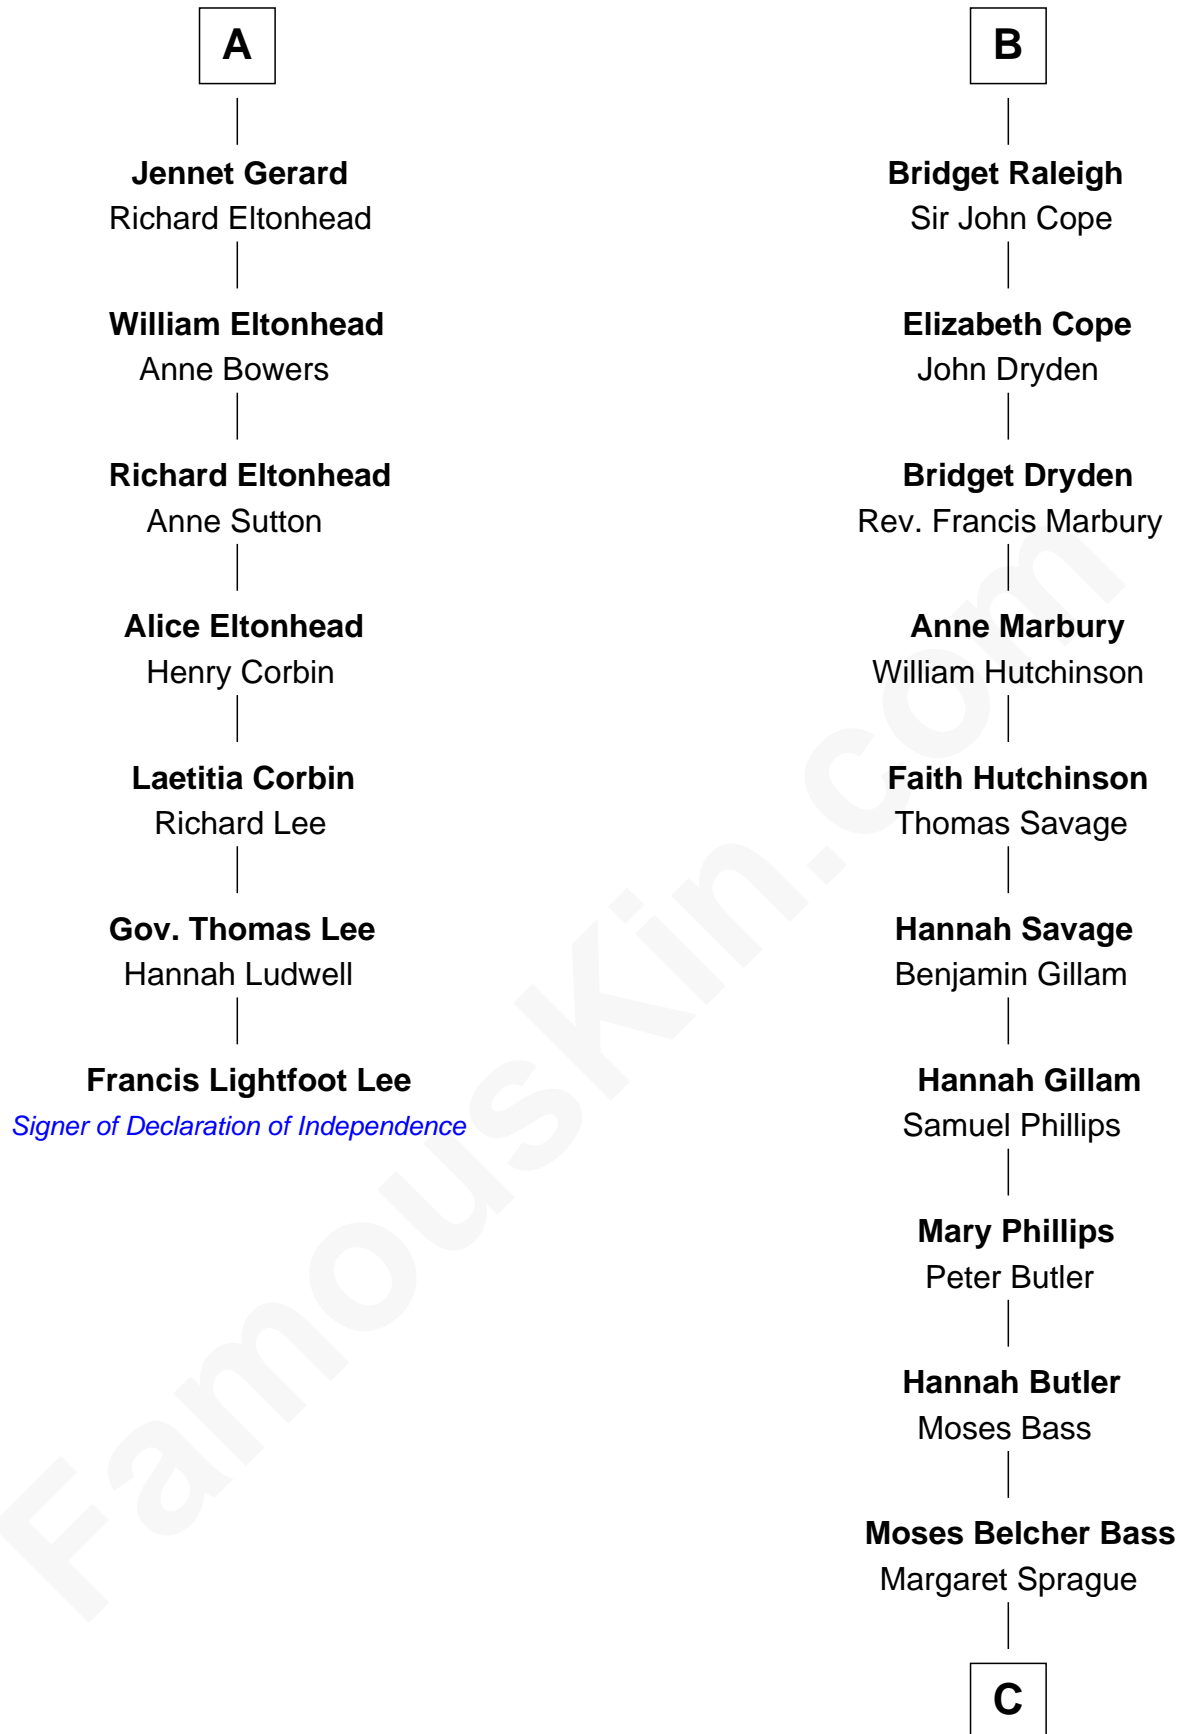 A
Jennet Gerard
Richard Eltonhead
William Eltonhead
Anne Bowers
Richard Eltonhead
Anne Sutton
Alice Eltonhead
Henry Corbin
Laetitia Corbin
Richard Lee
Gov. Thomas Lee
Hannah Ludwell
Francis Lightfoot Lee
Signer of Declaration of Independence
B
Bridget Raleigh
Sir John Cope
Elizabeth Cope
John Dryden
Bridget Dryden
Rev. Francis Marbury
Anne Marbury
William Hutchinson
Faith Hutchinson
Thomas Savage
Hannah Savage
Benjamin Gillam
Hannah Gillam
Samuel Phillips
Mary Phillips
Peter Butler
Hannah Butler
Moses Bass
Moses Belcher Bass
Margaret Sprague
C
FamousKin.com